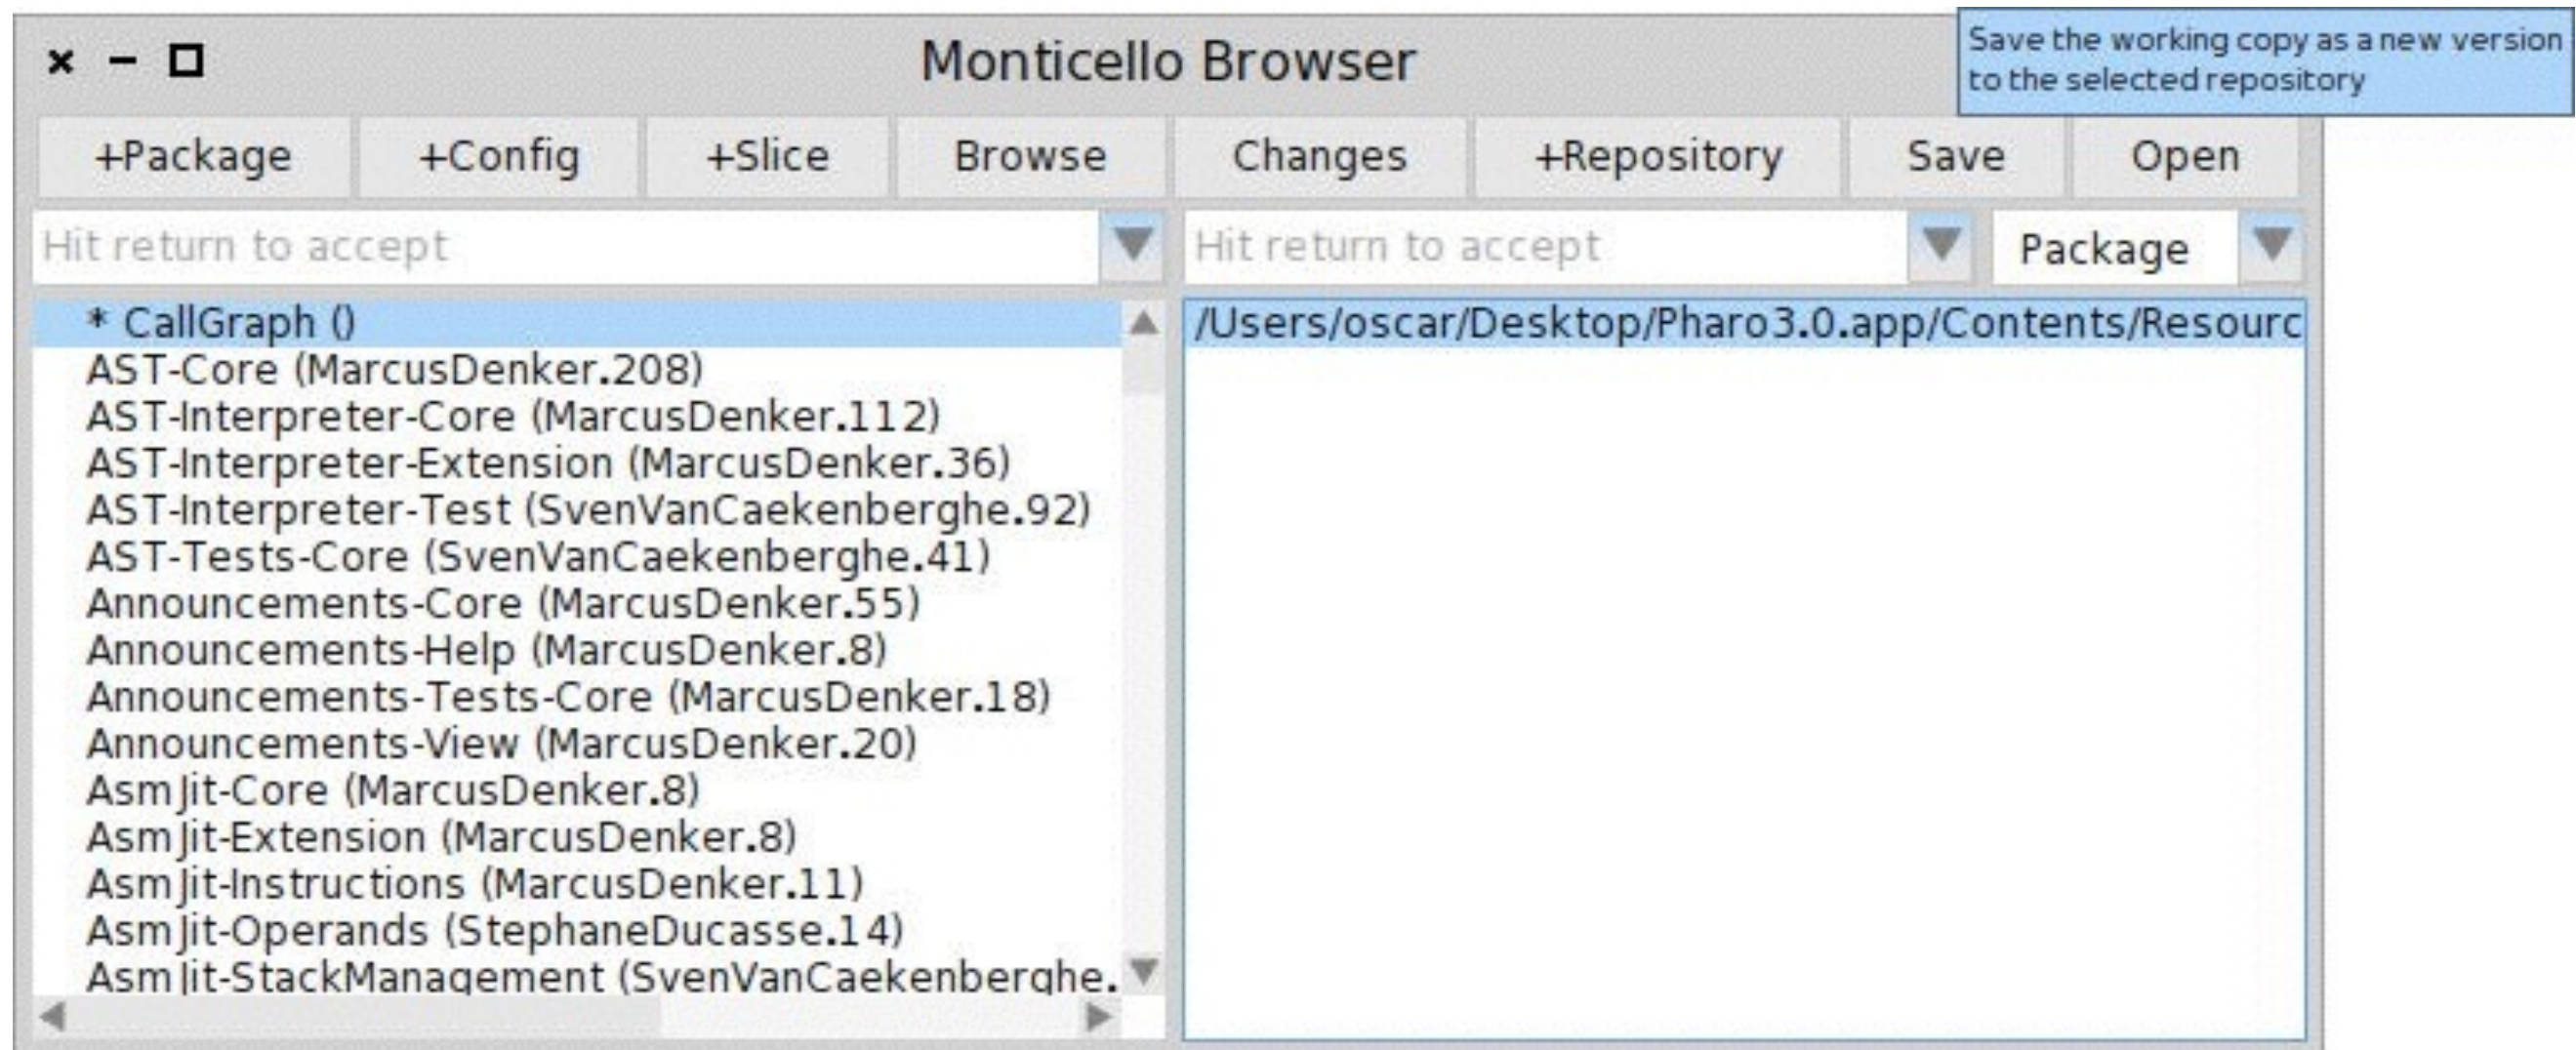 Monticello Browser
Save the working copy as a new version
to the selected repository
+Package
+Config
+Slice
Browse
Changes
+Repository
Save
Open
Hit return to accept
Hit return to accept
Package
* CallGraph ()
AST-Core (MarcusDenker.208)
AST-Interpreter-Core (MarcusDenker.112)
AST-Interpreter-Extension (MarcusDenker.36)
AST-Interpreter-Test (SvenVanCaekenberghe.92)
AST-Tests-Core (SvenVanCaekenberghe.41)
Announcements-Core (MarcusDenker.55)
Announcements-Help (MarcusDenker.8)
Announcements-Tests-Core (MarcusDenker.18)
Announcements-View (MarcusDenker.20)
AsmJit-Core (MarcusDenker.8)
AsmJit-Extension (MarcusDenker.8)
AsmJit-Instructions (MarcusDenker.11)
AsmJit-Operands (StephaneDucasse.14)
AsmJit-StackManagement (SvenVanCaekenberghe.
/Users/oscar/Desktop/Pharo3.0.app/Contents/Resourc